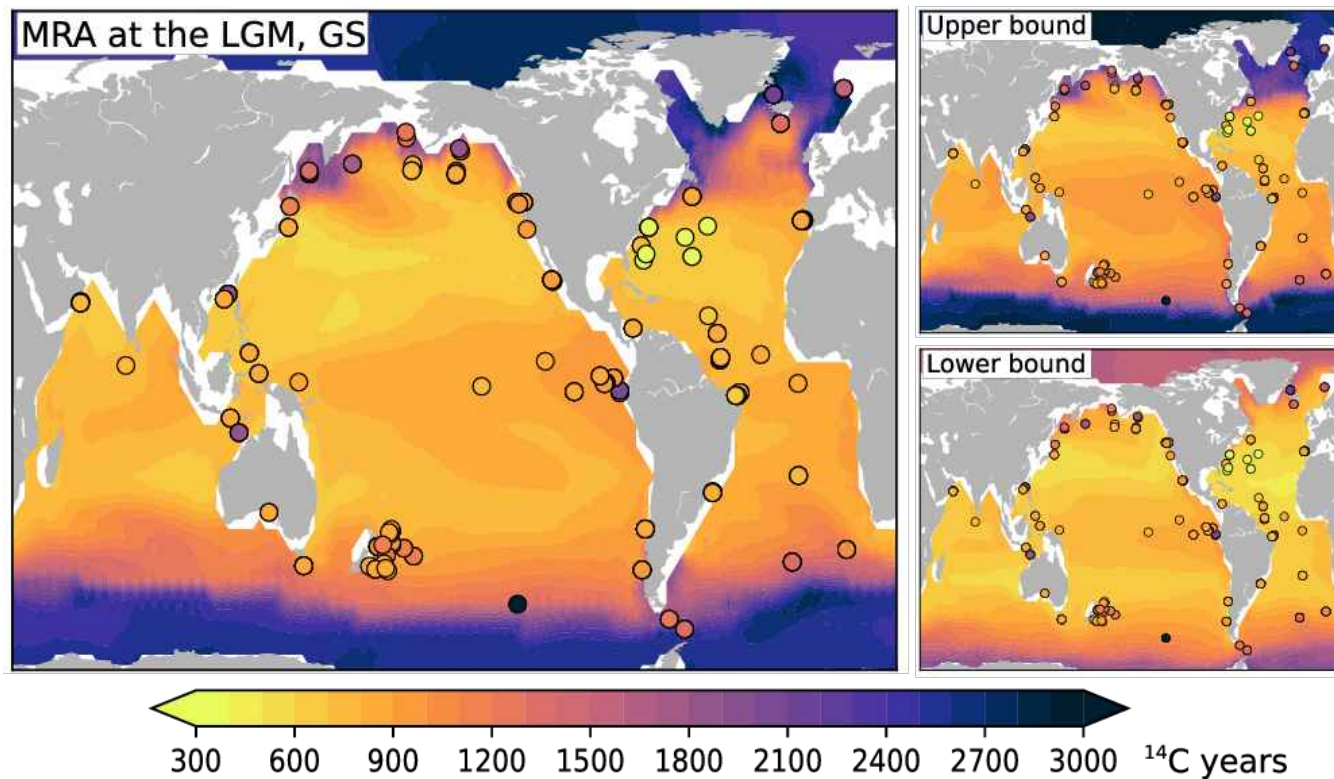 MRA at the LGM, GS
Upper bound
Lower bound
300 600 900 1200 1500 1800 2100 2400 2700 3000 ¹⁴C years